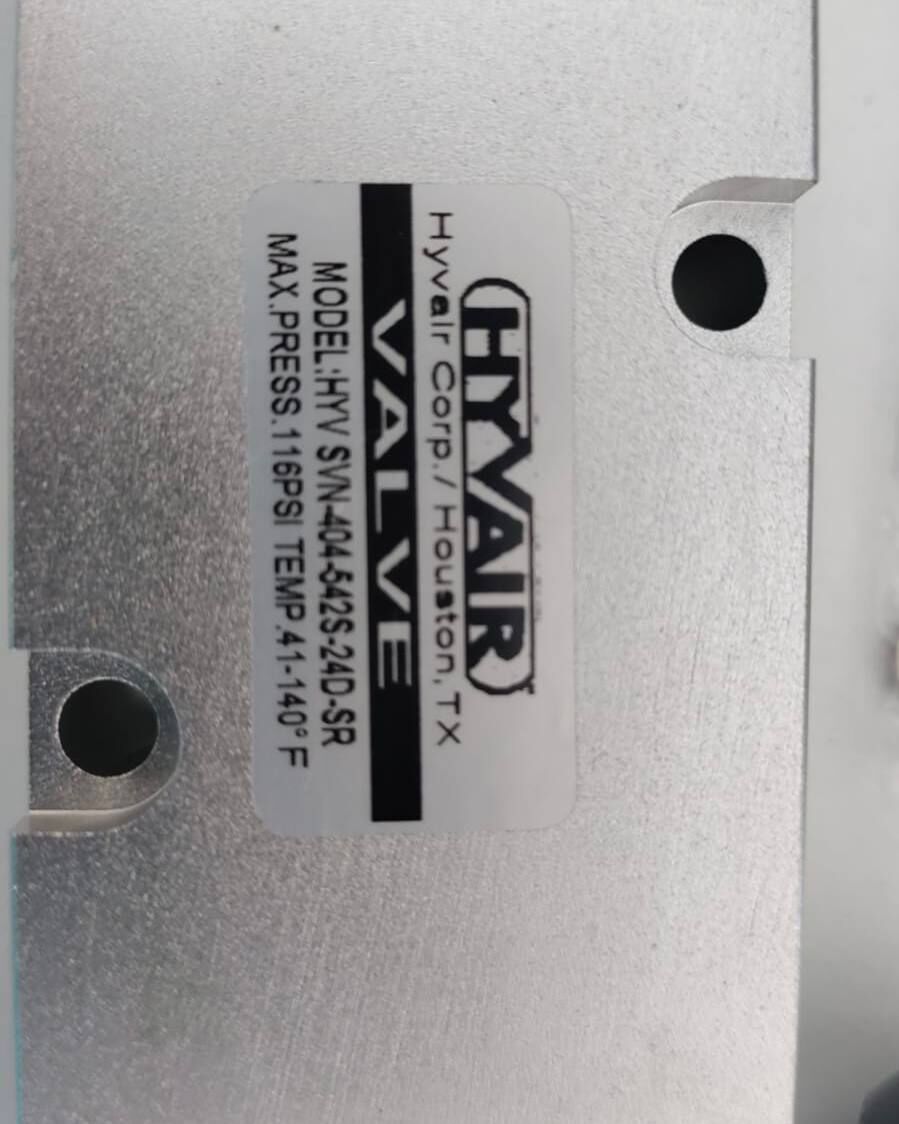 HYVAIR
Hyvair Corp. / Houston, TX
VALVE
MODEL:HYV SVN-404-542S-24D-SR
MAX.PRESS.116PSI TEMP.41-140° F